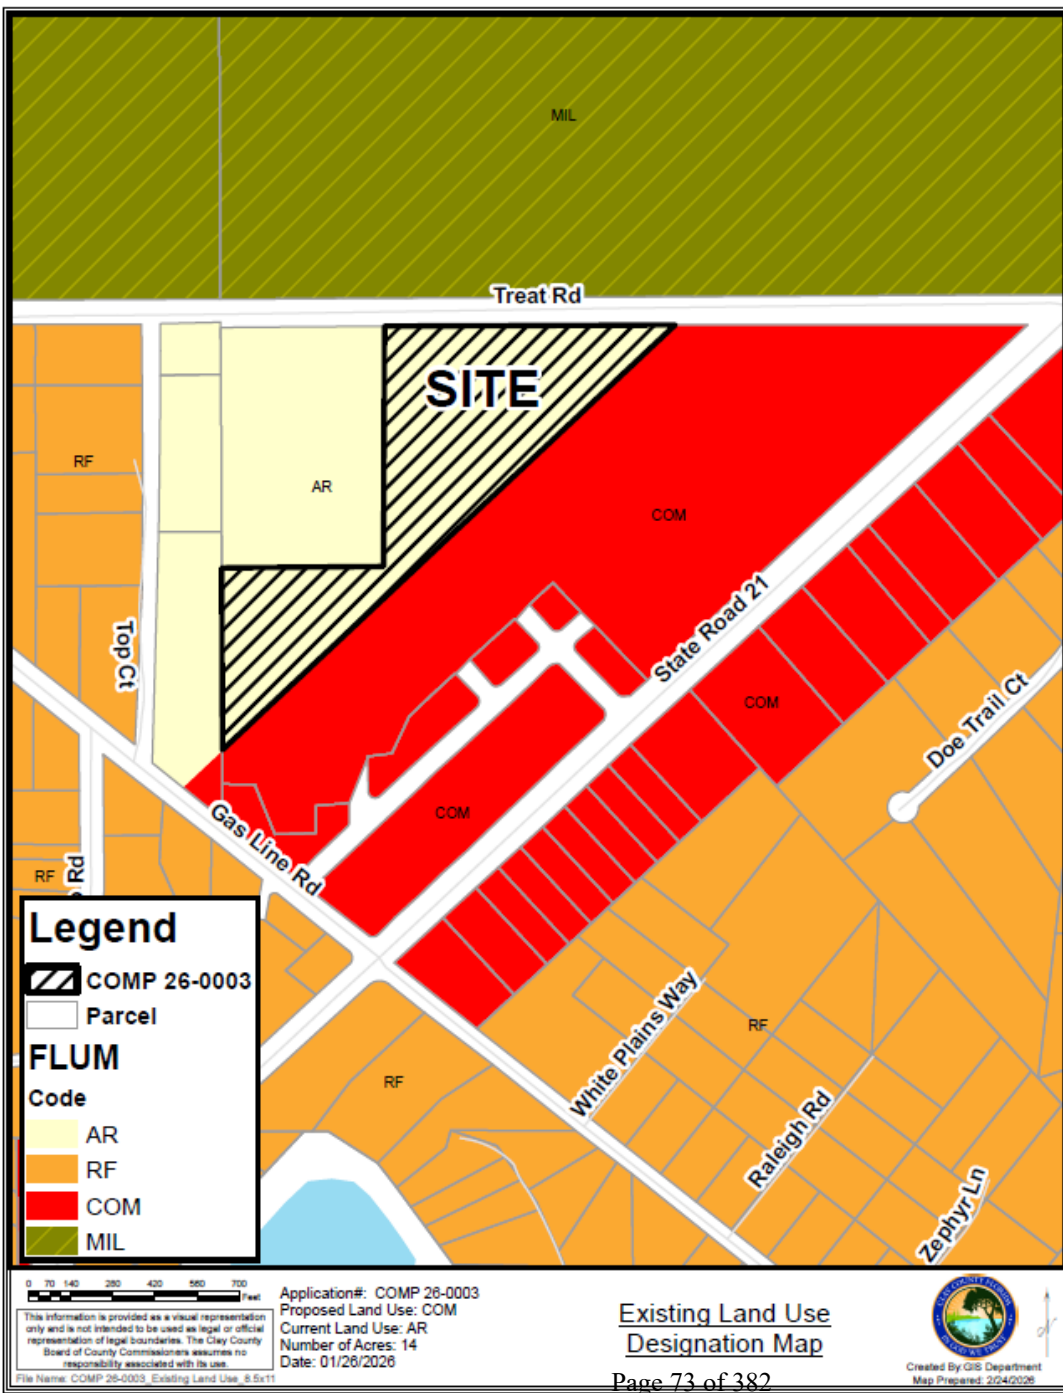 MIL
Treat Rd
SITE
RF
AR
COM
State Road 21
Top Ct
COM
Doe Trail Ct
COM
Gas Line Rd
RF
Rd
White Plains Way
RF
RF
Raleigh Rd
Zephyr Ln
Legend
COMP 26-0003
Parcel
FLUM
Code
AR
RF
COM
MIL
0 70 140 280 420 560 700
Feet
This information is provided as a visual representation
only and is not intended to be used as legal or official
representation of legal boundaries. The Clay County
Board of County Commissioners assumes no
responsibility associated with its use.
File Name: COMP 26-0003_Existing Land Use_8.5x11
Application#: COMP 26-0003
Proposed Land Use: COM
Current Land Use: AR
Number of Acres: 14
Date: 01/26/2026
Existing Land Use
Designation Map
Page 73 of 382
CLAY COUNTY FLORIDA
IN GOD WE TRUST
Created By:GIS Department
Map Prepared: 2/24/2026